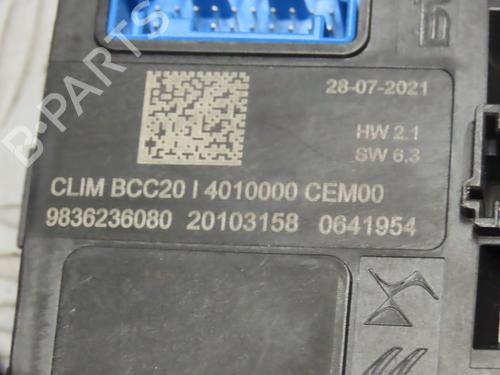 B-PARTS
28-07-2021
HW 2.1
SW 6.3
CLIM BCC20 I 4010000 CEM00
9836236080 20103158 0641954